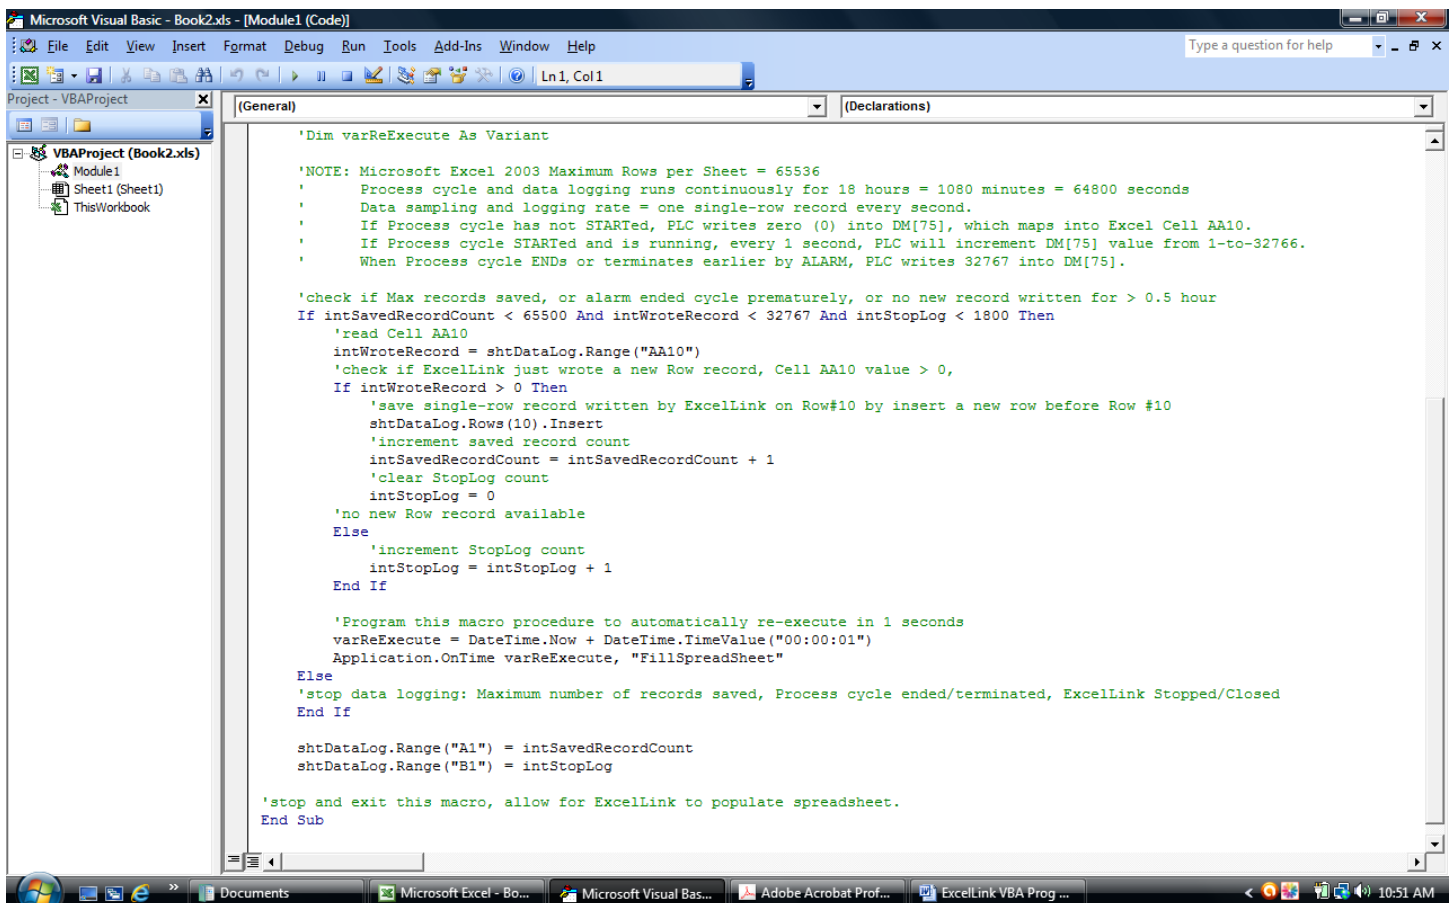 Microsoft Visual Basic - Book2.xls - [Module1 (Code)]
File Edit View Insert Format Debug Run Tools Add-Ins Window Help
Type a question for help
Ln 1, Col 1
Project - VBAProject
VBAProject (Book2.xls)
Module1
Sheet1 (Sheet1)
ThisWorkbook
(General)
(Declarations)
'Dim varReExecute As Variant
'NOTE: Microsoft Excel 2003 Maximum Rows per Sheet = 65536
' Process cycle and data logging runs continuously for 18 hours = 1080 minutes = 64800 seconds
' Data sampling and logging rate = one single-row record every second.
' If Process cycle has not STARTed, PLC writes zero (0) into DM[75], which maps into Excel Cell AA10.
' If Process cycle STARTed and is running, every 1 second, PLC will increment DM[75] value from 1-to-32766.
' When Process cycle ENDs or terminates earlier by ALARM, PLC writes 32767 into DM[75].
'check if Max records saved, or alarm ended cycle prematurely, or no new record written for > 0.5 hour
If intSavedRecordCount < 65500 And intWroteRecord < 32767 And intStopLog < 1800 Then
'read Cell AA10
intWroteRecord = shtDataLog.Range("AA10")
'check if ExcelLink just wrote a new Row record, Cell AA10 value > 0,
If intWroteRecord > 0 Then
'save single-row record written by ExcelLink on Row#10 by insert a new row before Row #10
shtDataLog.Rows(10).Insert
'increment saved record count
intSavedRecordCount = intSavedRecordCount + 1
'clear StopLog count
intStopLog = 0
'no new Row record available
Else
'increment StopLog count
intStopLog = intStopLog + 1
End If
'Program this macro procedure to automatically re-execute in 1 seconds
varReExecute = DateTime.Now + DateTime.TimeValue("00:00:01")
Application.OnTime varReExecute, "FillSpreadSheet"
Else
'stop data logging: Maximum number of records saved, Process cycle ended/terminated, ExcelLink Stopped/Closed
End If
shtDataLog.Range("A1") = intSavedRecordCount
shtDataLog.Range("B1") = intStopLog
'stop and exit this macro, allow for ExcelLink to populate spreadsheet.
End Sub
Documents
Microsoft Excel - Bo...
Microsoft Visual Bas...
Adobe Acrobat Prof...
ExcelLink VBA Prog ...
10:51 AM